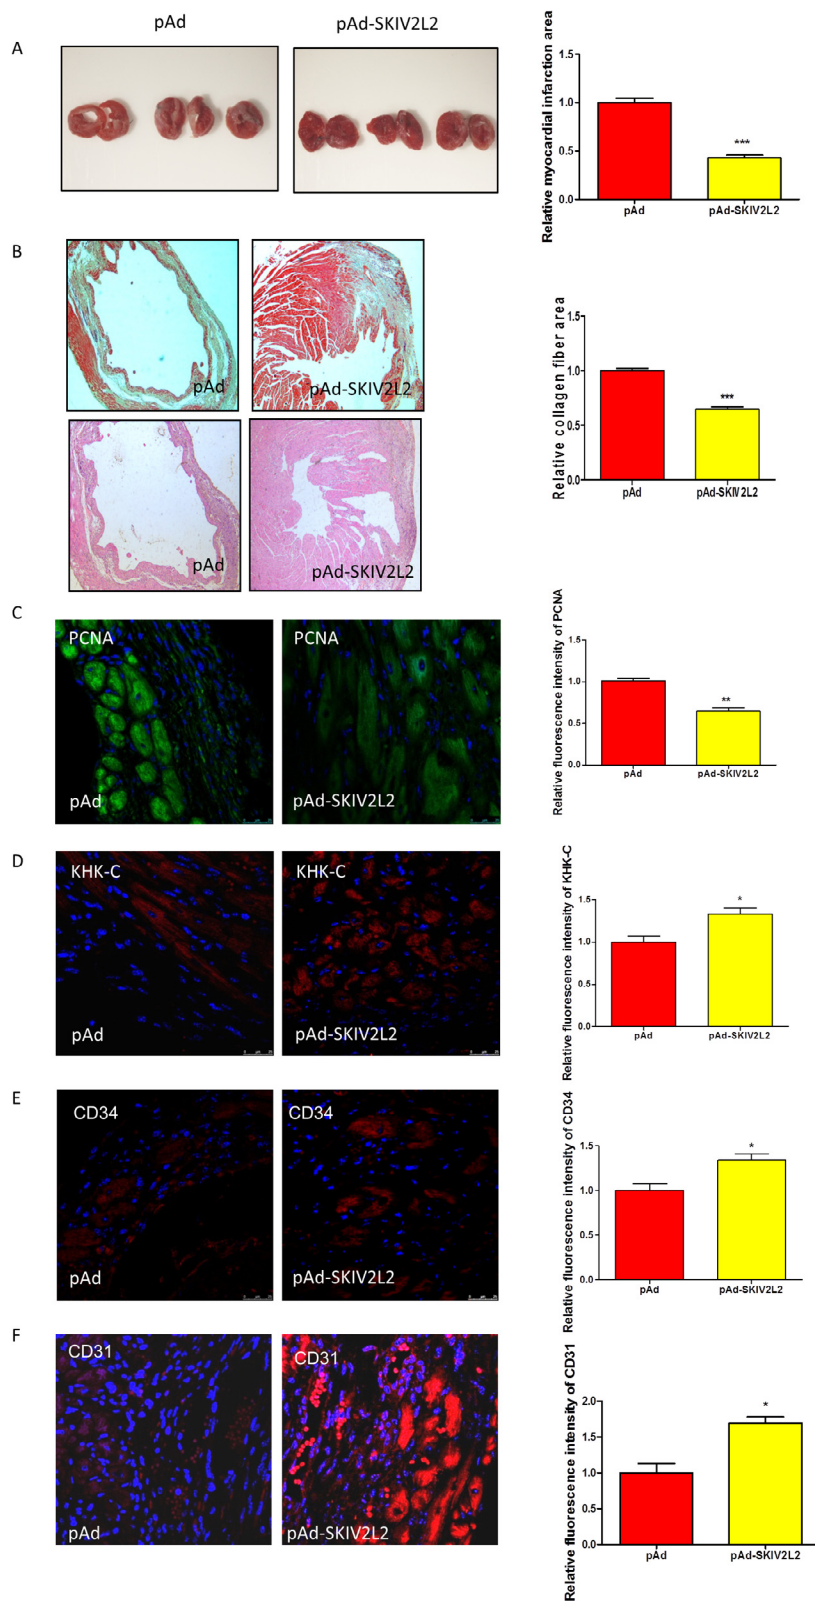 pAd
pAd-SKIV2L2
A
Relative myocardial infarction area
1.5
1.0
0.5
0.0
***
pAd
pAd-SKIV2L2
B
pAd
pAd-SKIV2L2
pAd
pAd-SKIV2L2
Relative collagen fiber area
1.5
1.0
0.5
0.0
***
pAd
pAd-SKIV2L2
C
PCNA
pAd
PCNA
pAd-SKIV2L2
Relative fluorescence intensity of PCNA
1.5
1.0
0.5
0.0
**
pAd
pAd-SKIV2L2
D
KHK-C
pAd
KHK-C
pAd-SKIV2L2
Relative fluorescence intensity of KHK-C
1.5
1.0
0.5
0.0
*
pAd
pAd-SKIV2L2
E
CD34
pAd
CD34
pAd-SKIV2L2
Relative fluorescence intensity of CD34
1.5
1.0
0.5
0.0
*
pAd
pAd-SKIV2L2
F
CD31
pAd
CD31
pAd-SKIV2L2
Relative fluorescence intensity of CD31
2.0
1.5
1.0
0.5
0.0
*
pAd
pAd-SKIV2L2